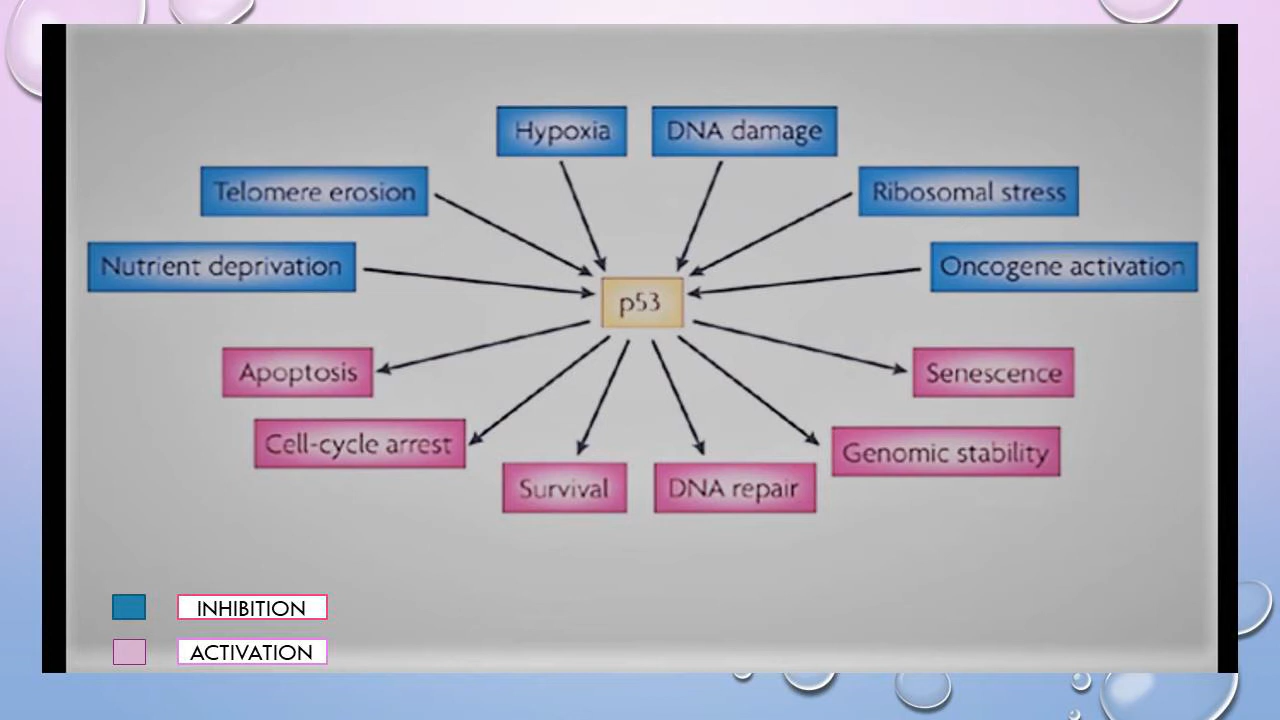 Hypoxia
DNA damage
Telomere erosion
Ribosomal stress
Nutrient deprivation
Oncogene activation
p53
Apoptosis
Senescence
Cell-cycle arrest
Genomic stability
Survival
DNA repair
INHIBITION
ACTIVATION